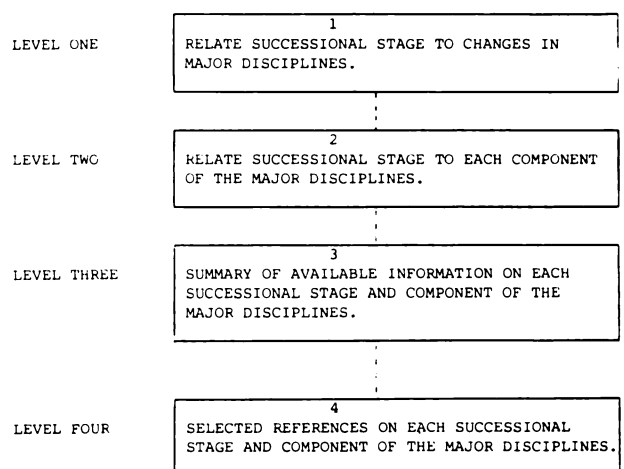 1
LEVEL ONE RELATE SUCCESSIONAL STAGE TO CHANGES IN
MAJOR DISCIPLINES.
2
LEVEL TWO RELATE SUCCESSIONAL STAGE TO EACH COMPONENT
OF THE MAJOR DISCIPLINES.
3
LEVEL THREE SUMMARY OF AVAILABLE INFORMATION ON EACH
SUCCESSIONAL STAGE AND COMPONENT OF THE
MAJOR DISCIPLINES.
4
LEVEL FOUR SELECTED REFERENCES ON EACH SUCCESSIONAL
STAGE AND COMPONENT OF THE MAJOR DISCIPLINES.